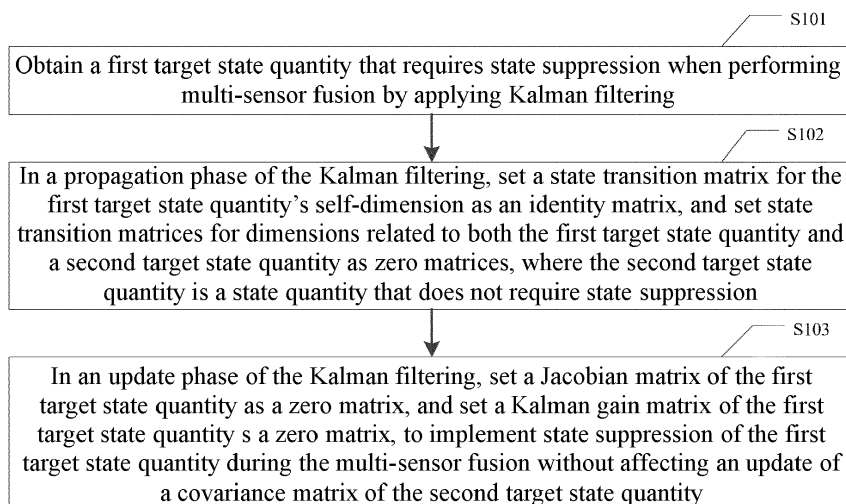 S101
Obtain a first target state quantity that requires state suppression when performing
multi-sensor fusion by applying Kalman filtering
S102
In a propagation phase of the Kalman filtering, set a state transition matrix for the
first target state quantity's self-dimension as an identity matrix, and set state
transition matrices for dimensions related to both the first target state quantity and
a second target state quantity as zero matrices, where the second target state
quantity is a state quantity that does not require state suppression
S103
In an update phase of the Kalman filtering, set a Jacobian matrix of the first
target state quantity as a zero matrix, and set a Kalman gain matrix of the first
target state quantity s a zero matrix, to implement state suppression of the first
target state quantity during the multi-sensor fusion without affecting an update of
a covariance matrix of the second target state quantity